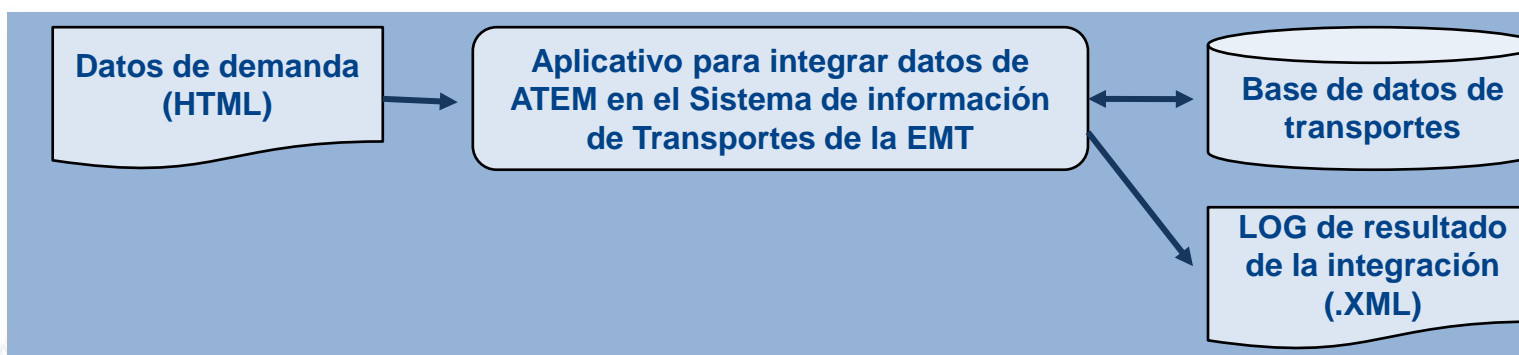 Datos de demanda
(HTML)
Aplicativo para integrar datos de
ATEM en el Sistema de información
de Transportes de la EMT
Base de datos de
transportes
LOG de resultado
de la integración
(.XML)